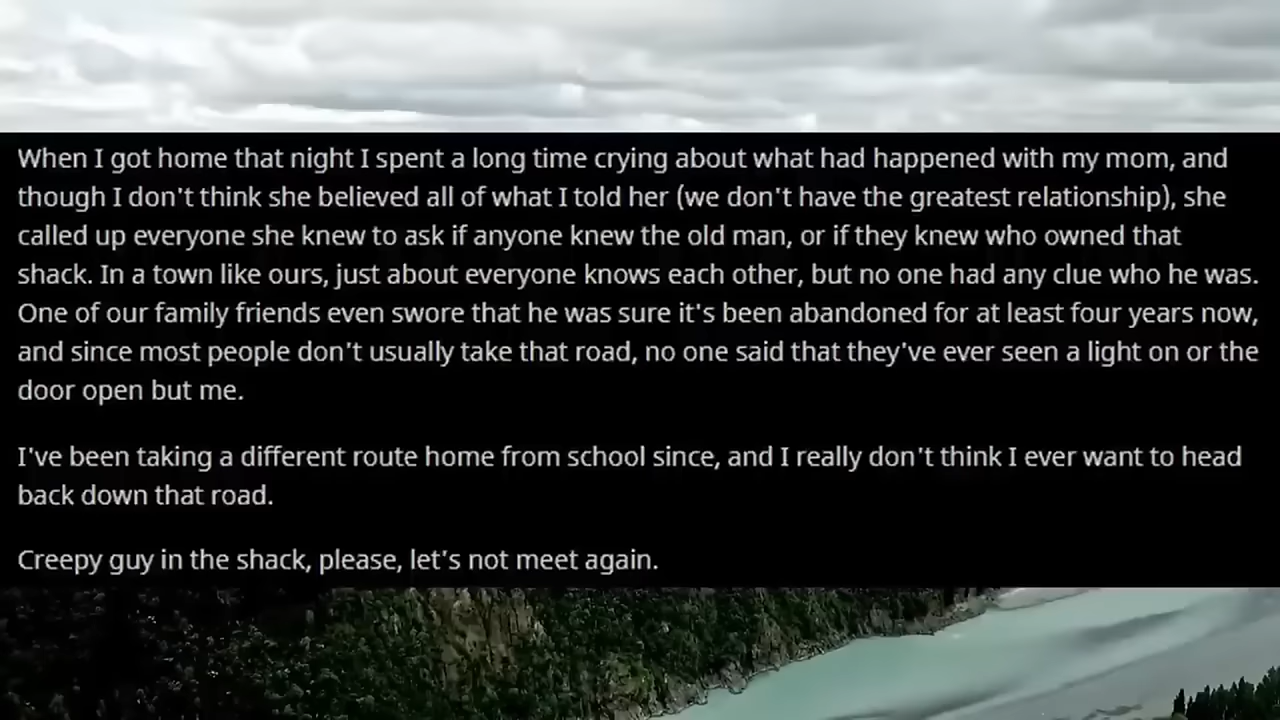 When I got home that night I spent a long time crying about what had happened with my mom, and
though I don't think she believed all of what I told her (we don't have the greatest relationship), she
called up everyone she knew to ask if anyone knew the old man, or if they knew who owned that
shack. In a town like ours, just about everyone knows each other, but no one had any clue who he was.
One of our family friends even swore that he was sure it's been abandoned for at least four years now,
and since most people don't usually take that road, no one said that they've ever seen a light on or the
door open but me.
I've been taking a different route home from school since, and I really don't think I ever want to head
back down that road.
Creepy guy in the shack, please, let's not meet again.